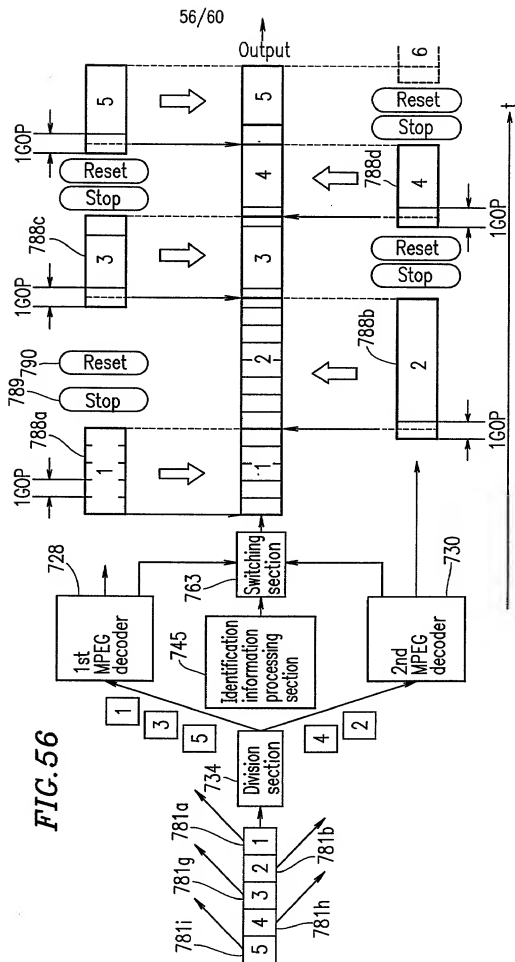 56/60
FIG.56
781i
781g
781a
5
4
3
2
1
781h
781b
734
Division
section
1
3
5
4
2
728
1st
MPEG
decoder
745
Identification
information
processing
section
763
Switching
section
2nd
MPEG
decoder
730
1GOP
788a
789
790
1GOP
788c
1GOP
1
Stop
Reset
3
Stop
Reset
5
1
2
3
4
5
Output
2
788b
Stop
Reset
4
788d
Stop
Reset
6
1GOP
1GOP
t